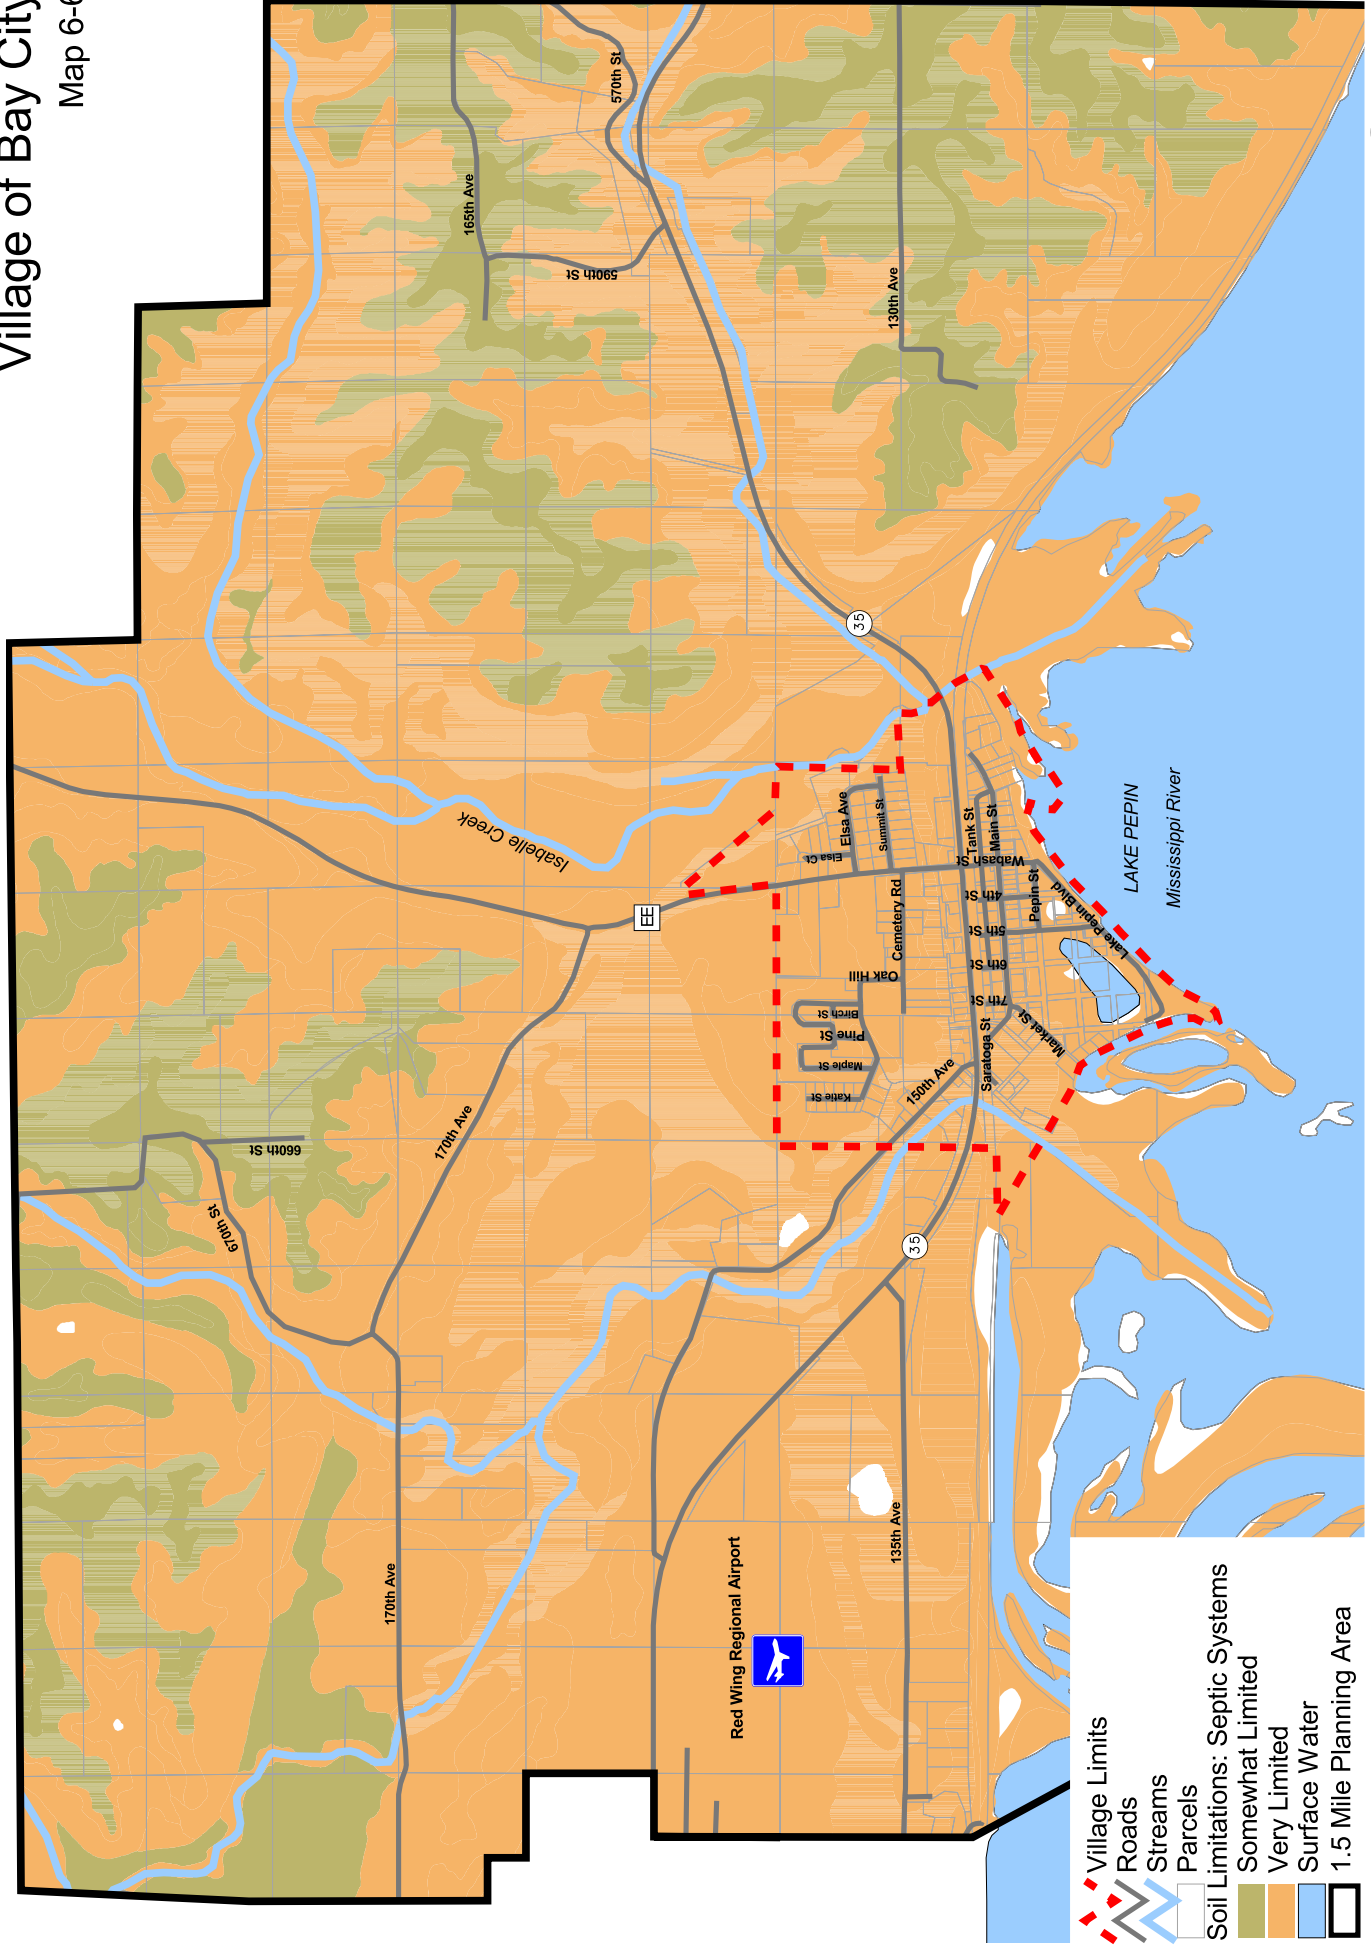 Village of Bay City
Map 6-6
570th St
165th Ave
590th St
130th Ave
35
Isabelle Creek
EE
Elsa Ave
Elsa Ct
Summit St
Tank St
Main St
Wabash St
4th St
Pepin St
5th St
Lake Pepin Blvd
6th St
7th St
Cemetery Rd
Oak Hill
Birch St
Pine St
Maple St
Katie St
Market St
Saratoga St
150th Ave
LAKE PEPIN
Mississippi River
660th St
670th St
170th Ave
35
170th Ave
135th Ave
Red Wing Regional Airport
Village Limits
Roads
Streams
Parcels
Soil Limitations: Septic Systems
Somewhat Limited
Very Limited
Surface Water
1.5 Mile Planning Area